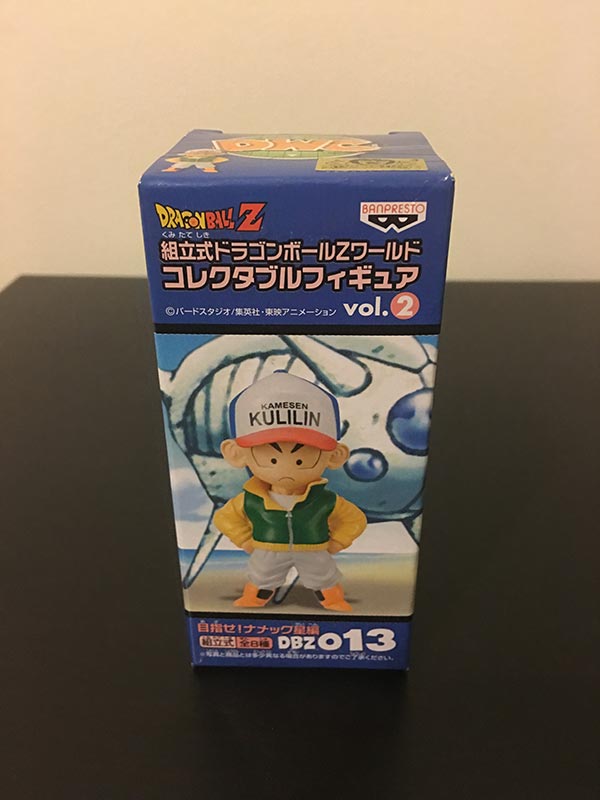 DWC
DRAGON BALL Z
BANPRESTO
くみ たて しき
組立式ドラゴンボールZワールド
コレクタブルフィギュア
©バードスタジオ/集英社・東映アニメーション
vol.2
KAMESEN
KULILIN
目指せ!ナメック星編
組立式 全8種 DBZ013
※写真と商品とは多少異なる場合がありますのでご了承ください。